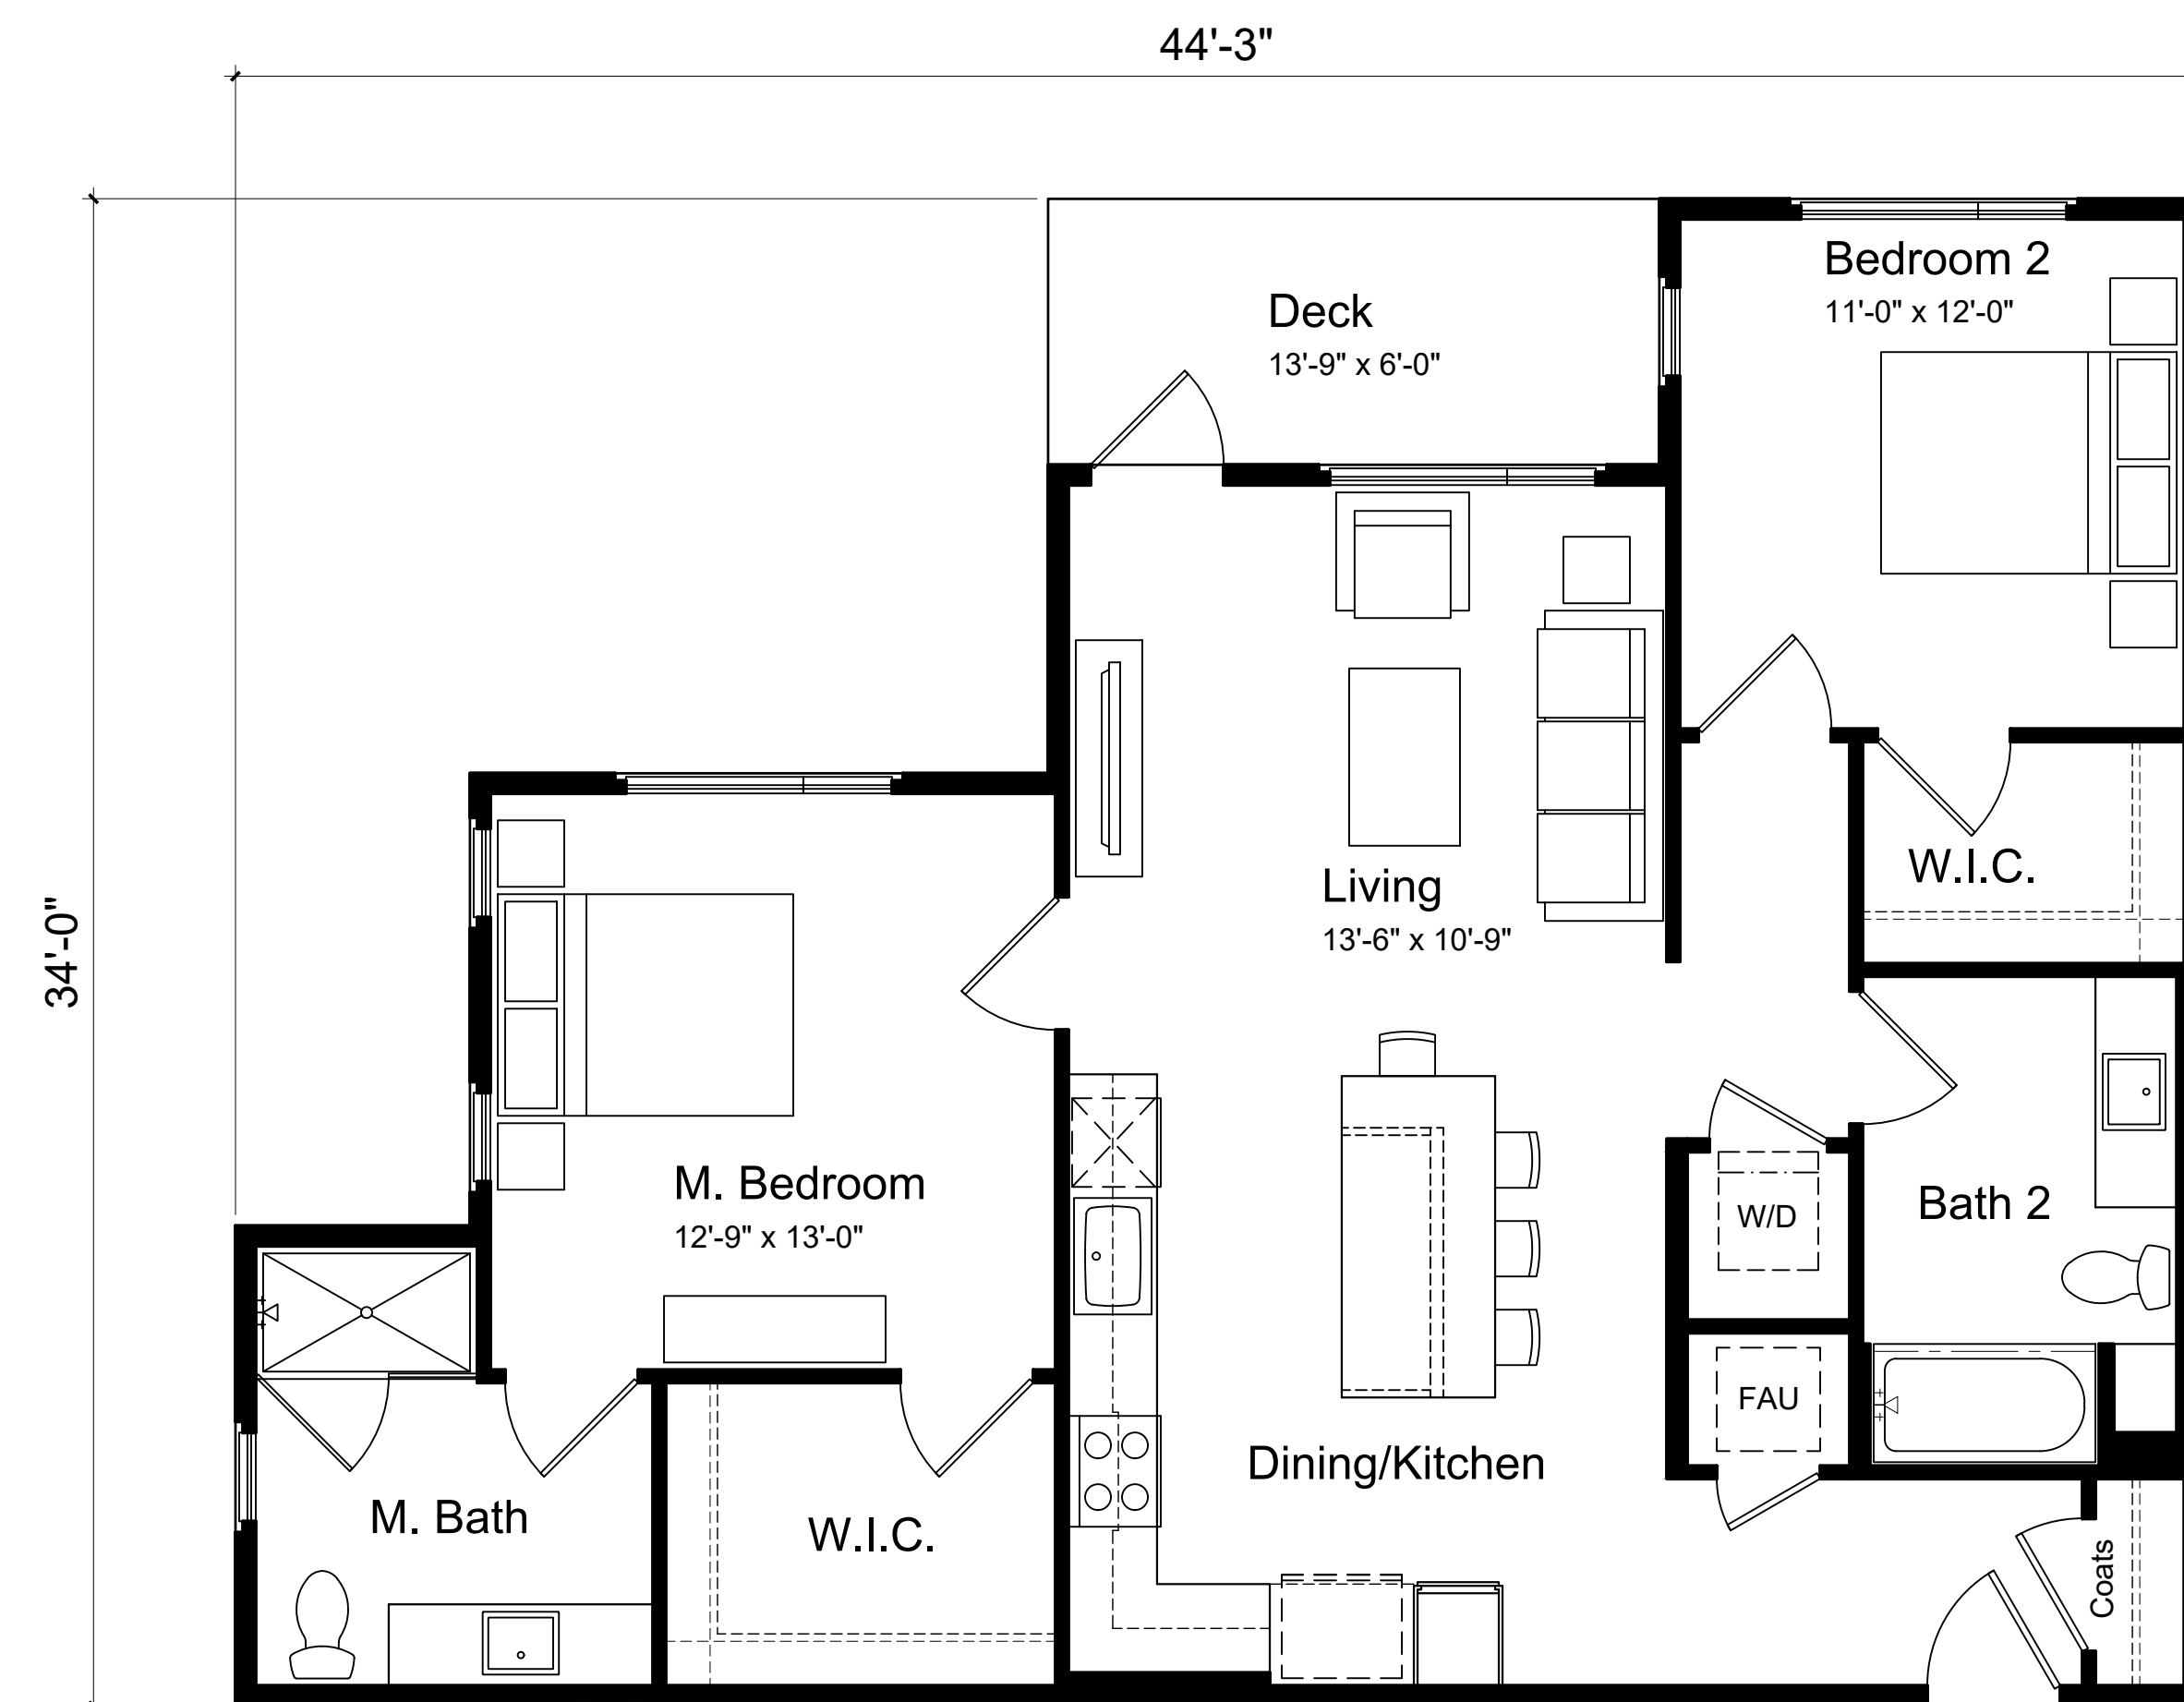 44'-3"
34'-0"
Deck
13'-9" x 6'-0"
Bedroom 2
11'-0" x 12'-0"
Living
13'-6" x 10'-9"
W.I.C.
M. Bedroom
12'-9" x 13'-0"
W/D
Bath 2
FAU
Dining/Kitchen
M. Bath
W.I.C.
Coats